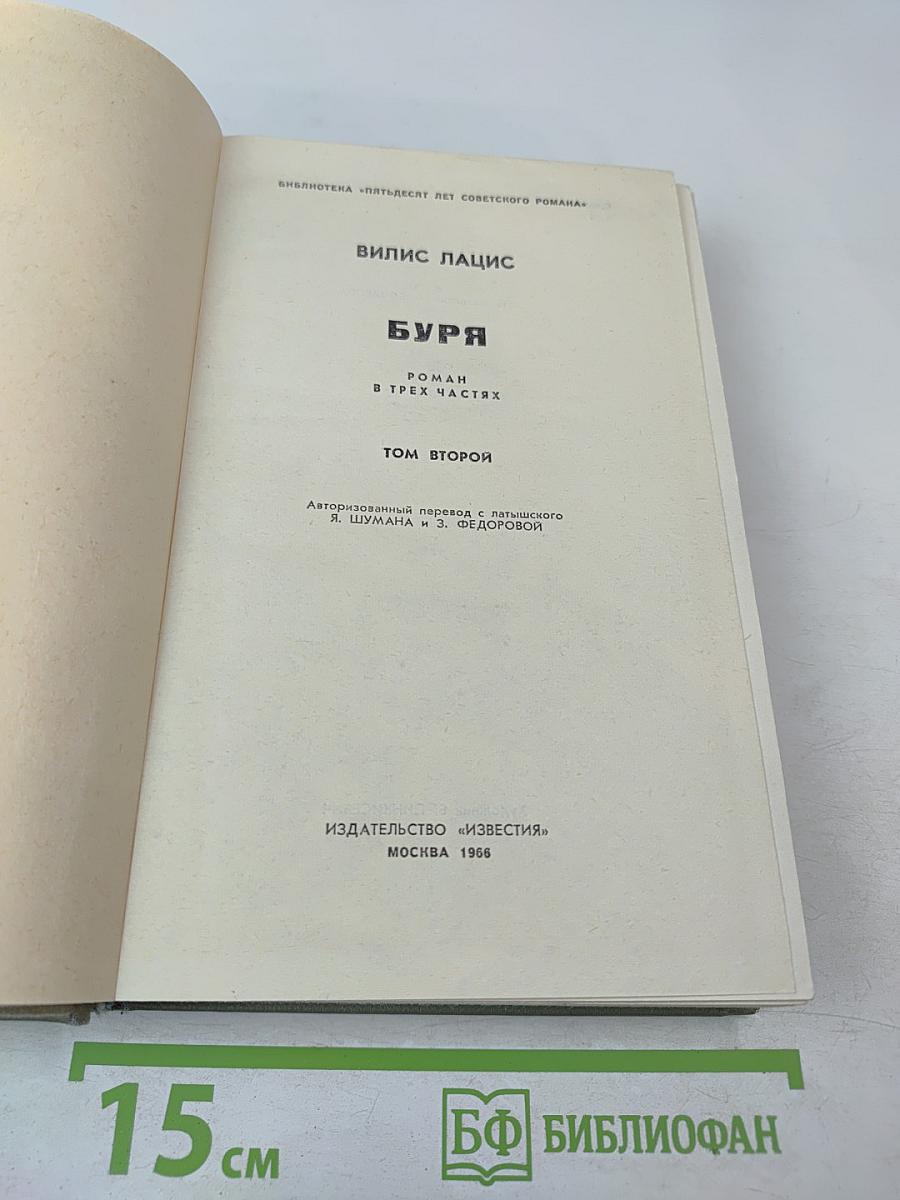 БИБЛИОТЕКА «ПЯТЬДЕСЯТ ЛЕТ СОВЕТСКОГО РОМАНА»
ВИЛИС ЛАЦИС
БУРЯ
РОМАН
В ТРЕХ ЧАСТЯХ
ТОМ ВТОРОЙ
Авторизованный перевод с латышского
Я. ШУМАНА и З. ФЕДОРОВОЙ
ИЗДАТЕЛЬСТВО «ИЗВЕСТИЯ»
МОСКВА 1966
15 см
БФ БИБЛИОФАН